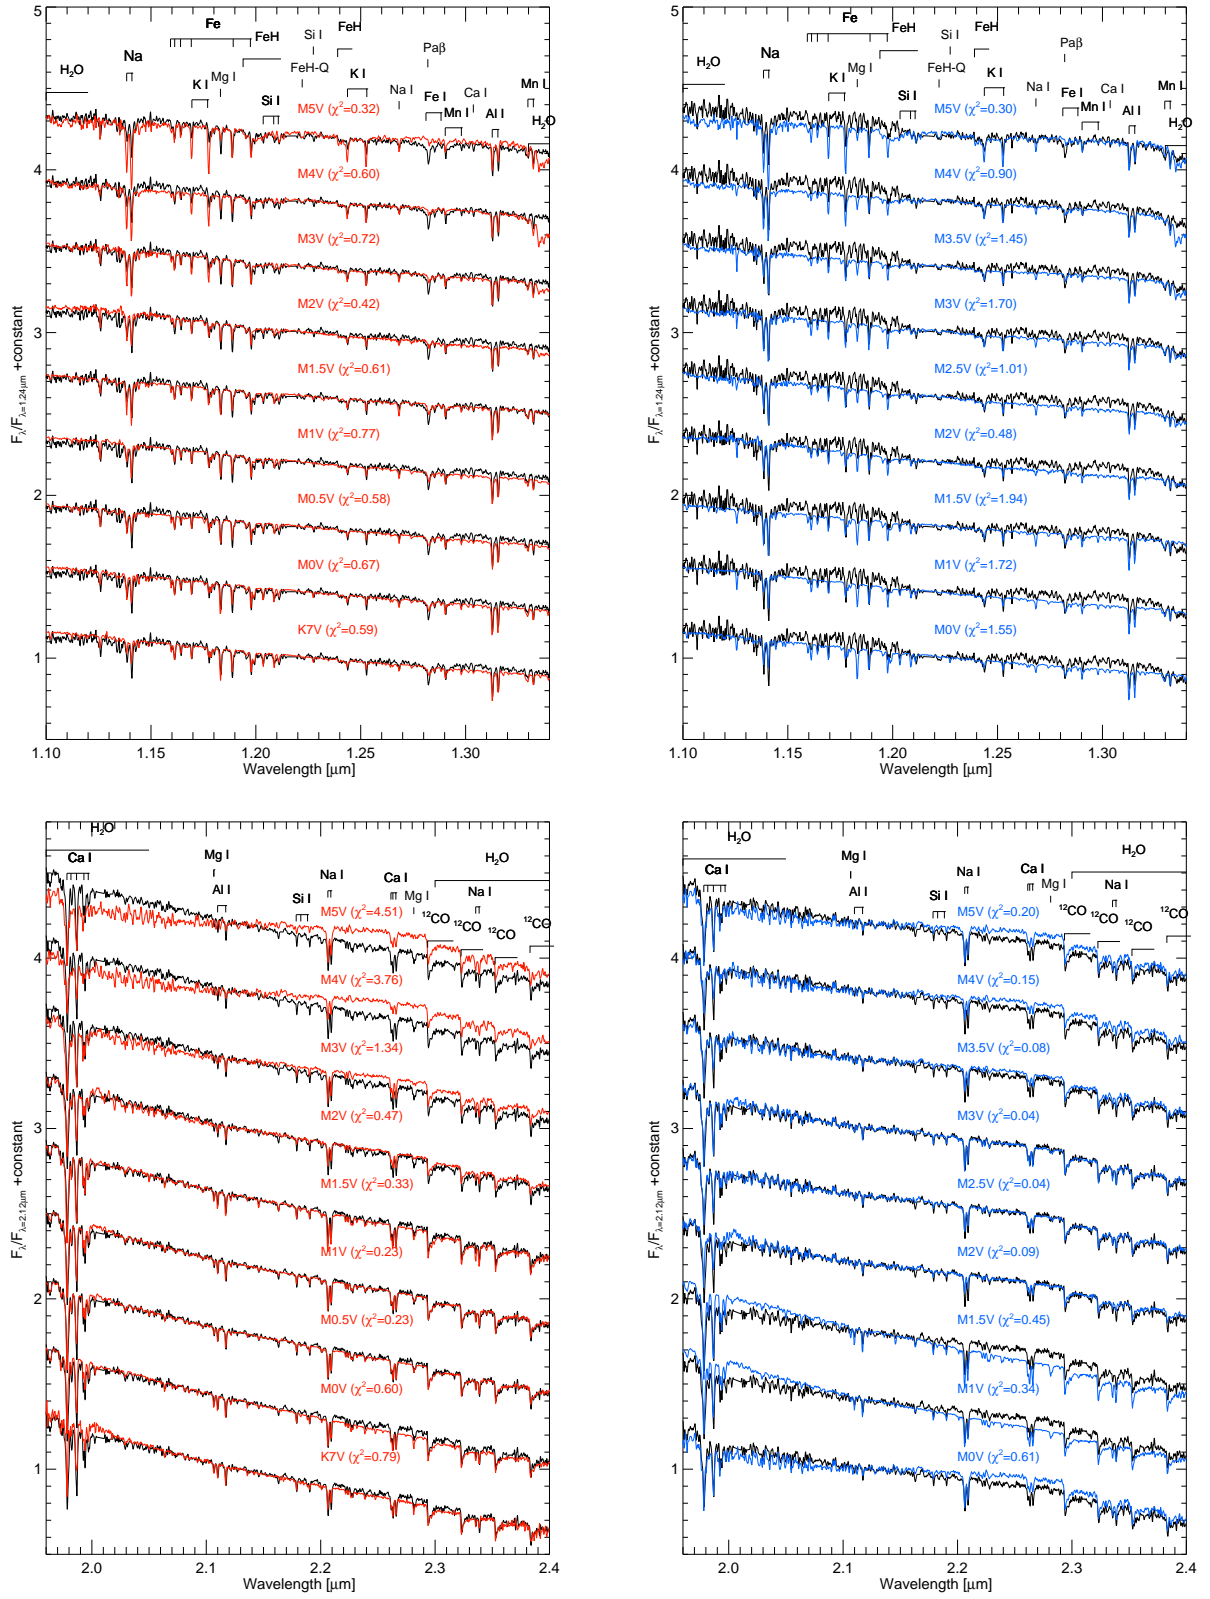 5
4
3
2
1
F_λ/F_λ=1.24μm +constant
H₂O
Na
Fe
K I
Mg I
FeH
Si I
Si I
FeH-Q
FeH
K I
Na I
Paβ
Fe I
Mn I
Ca I
Al I
Mn I
H₂O
M5V (χ²=0.32)
M4V (χ²=0.60)
M3V (χ²=0.72)
M2V (χ²=0.42)
M1.5V (χ²=0.61)
M1V (χ²=0.77)
M0.5V (χ²=0.58)
M0V (χ²=0.67)
K7V (χ²=0.59)
1.10 1.15 1.20 1.25 1.30
Wavelength [μm]
5
4
3
2
1
F_λ/F_λ=1.24μm +constant
H₂O
Na
Fe
K I
Mg I
FeH
Si I
Si I
FeH-Q
FeH
K I
Na I
Paβ
Fe I
Mn I
Ca I
Al I
Mn I
H₂O
M5V (χ²=0.30)
M4V (χ²=0.90)
M3.5V (χ²=1.45)
M3V (χ²=1.70)
M2.5V (χ²=1.01)
M2V (χ²=0.48)
M1.5V (χ²=1.94)
M1V (χ²=1.72)
M0V (χ²=1.55)
1.10 1.15 1.20 1.25 1.30
Wavelength [μm]
4
3
2
1
F_λ/F_λ=2.12μm +constant
H₂O
Ca I
Mg I
Al I
Si I
Na I
Ca I
Mg I
H₂O
¹²CO
Na I
¹²CO
¹²CO
¹²CO
M5V (χ²=4.51)
M4V (χ²=3.76)
M3V (χ²=1.34)
M2V (χ²=0.47)
M1.5V (χ²=0.33)
M1V (χ²=0.23)
M0.5V (χ²=0.23)
M0V (χ²=0.60)
K7V (χ²=0.79)
2.0 2.1 2.2 2.3 2.4
Wavelength [μm]
4
3
2
1
F_λ/F_λ=2.12μm +constant
H₂O
Ca I
Mg I
Al I
Si I
Na I
Ca I
Mg I
H₂O
¹²CO
Na I
¹²CO
¹²CO
¹²CO
M5V (χ²=0.20)
M4V (χ²=0.15)
M3.5V (χ²=0.08)
M3V (χ²=0.04)
M2.5V (χ²=0.04)
M2V (χ²=0.09)
M1.5V (χ²=0.45)
M1V (χ²=0.34)
M0V (χ²=0.61)
2.0 2.1 2.2 2.3 2.4
Wavelength [μm]